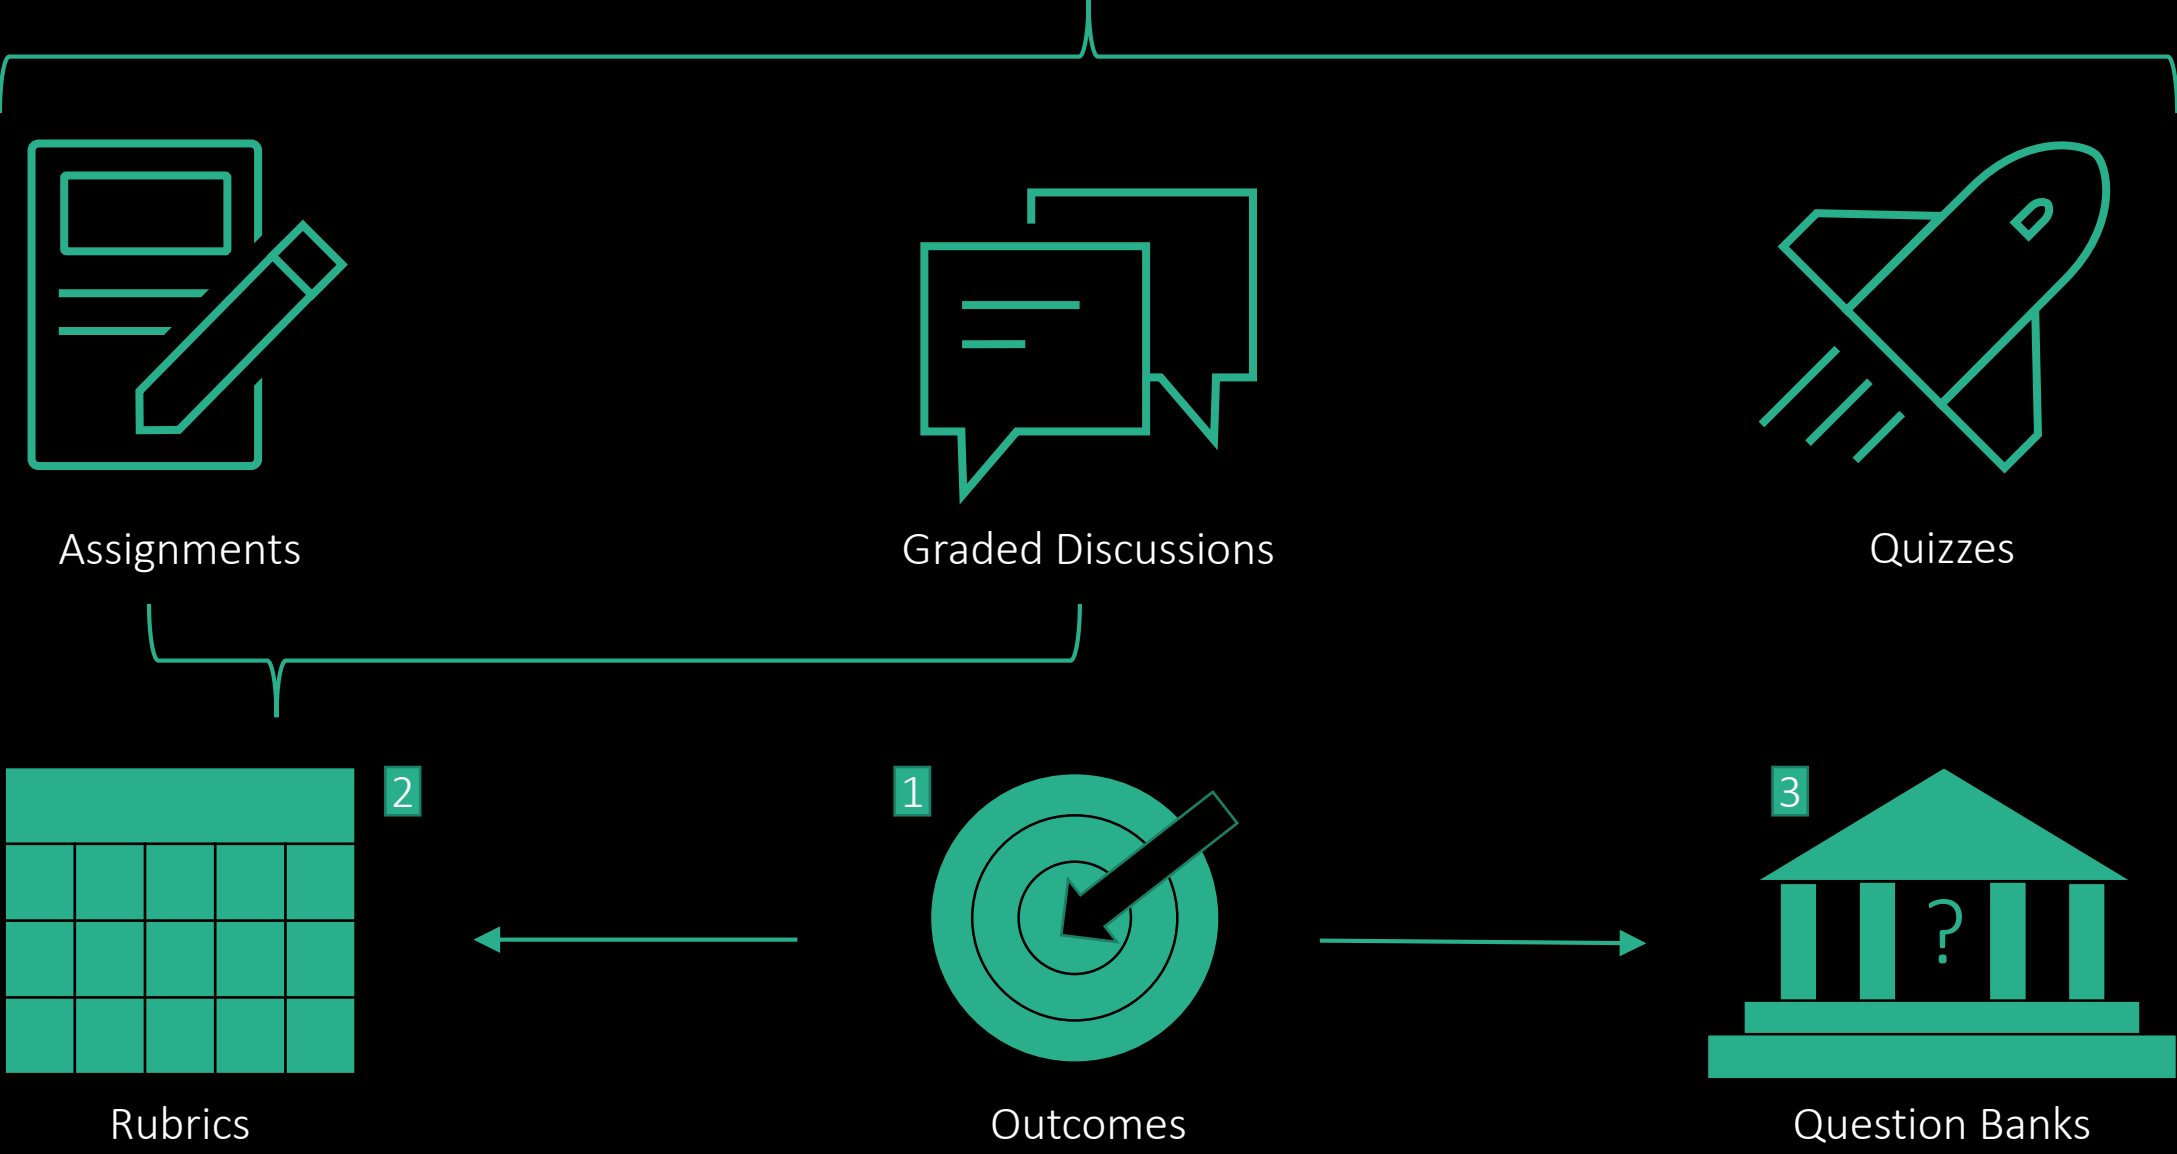 Assignments
Graded Discussions
Quizzes
2
1
3
?
Rubrics
Outcomes
Question Banks